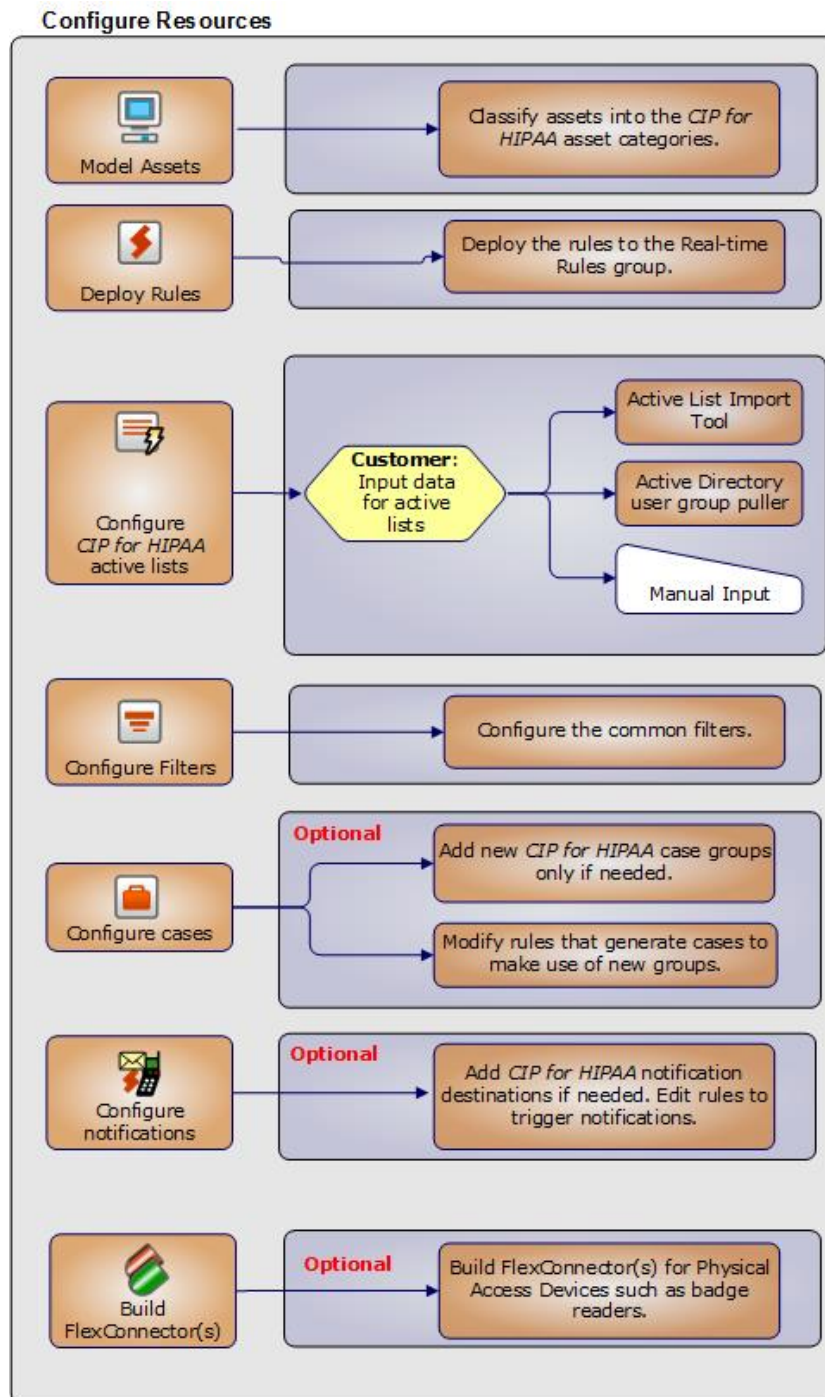 Configure Resources
Model Assets
Classify assets into the CIP for
HIPAA asset categories.
Deploy Rules
Deploy the rules to the Real-time
Rules group.
Configure
CIP for HIPAA
active lists
Customer:
Input data
for active
lists
Active List Import
Tool
Active Directory
user group puller
Manual Input
Configure Filters
Configure the common filters.
Configure cases
Optional
Add new CIP for HIPAA case groups
only if needed.
Modify rules that generate cases to
make use of new groups.
Configure
notifications
Optional
Add CIP for HIPAA notification
destinations if needed. Edit rules to
trigger notifications.
Build
FlexConnector(s)
Optional
Build FlexConnector(s) for Physical
Access Devices such as badge
readers.